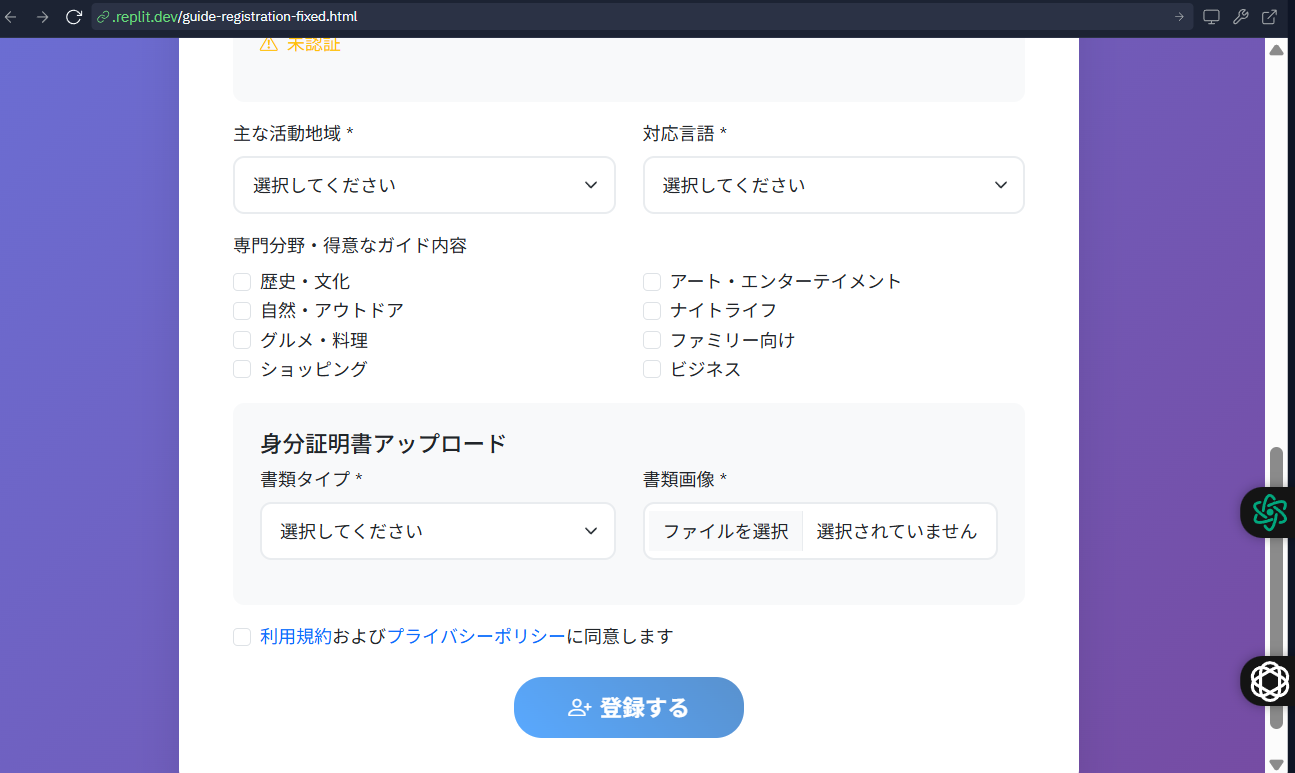 .replit.dev/guide-registration-fixed.html
未認証
主な活動地域 *
対応言語 *
選択してください
選択してください
専門分野・得意なガイド内容
歴史・文化
アート・エンターテイメント
自然・アウトドア
ナイトライフ
グルメ・料理
ファミリー向け
ショッピング
ビジネス
身分証明書アップロード
書類タイプ *
書類画像 *
選択してください
ファイルを選択 選択されていません
利用規約およびプライバシーポリシーに同意します
登録する